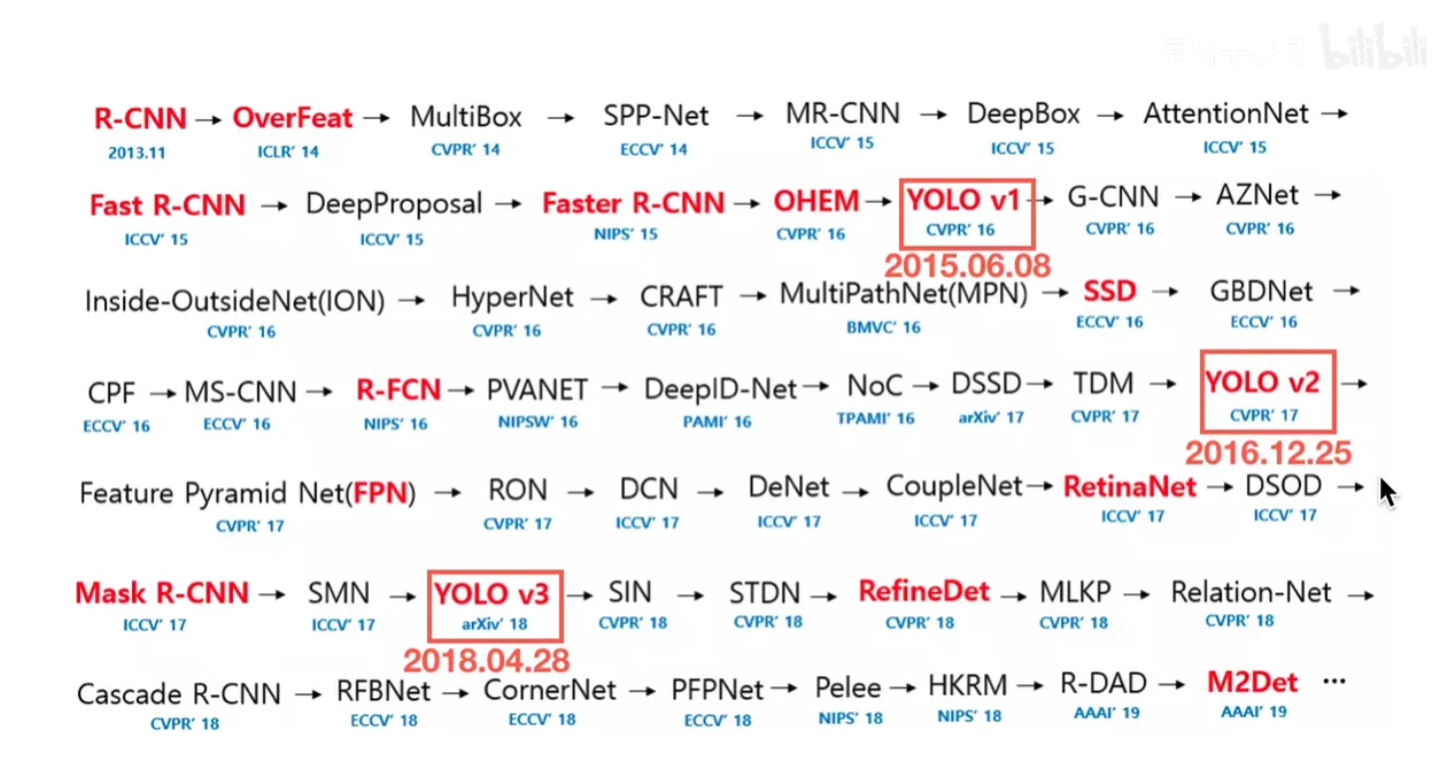 bilibili
R-CNN → OverFeat → MultiBox → SPP-Net → MR-CNN → DeepBox → AttentionNet →
2013.11 ICLR' 14 CVPR' 14 ECCV' 14 ICCV' 15 ICCV' 15 ICCV' 15
Fast R-CNN → DeepProposal → Faster R-CNN → OHEM → YOLO v1 → G-CNN → AZNet →
ICCV' 15 ICCV' 15 NIPS' 15 CVPR' 16 CVPR' 16 CVPR' 16 CVPR' 16
2015.06.08
Inside-OutsideNet(ION) → HyperNet → CRAFT → MultiPathNet(MPN) → SSD → GBDNet →
CVPR' 16 CVPR' 16 CVPR' 16 BMVC' 16 ECCV' 16 ECCV' 16
CPF → MS-CNN → R-FCN → PVANET → DeepID-Net → NoC → DSSD → TDM → YOLO v2 →
ECCV' 16 ECCV' 16 NIPS' 16 NIPSW' 16 PAMI' 16 TPAMI' 16 arXiv' 17 CVPR' 17 CVPR' 17
2016.12.25
Feature Pyramid Net(FPN) → RON → DCN → DeNet → CoupleNet → RetinaNet → DSOD →
CVPR' 17 CVPR' 17 ICCV' 17 ICCV' 17 ICCV' 17 ICCV' 17 ICCV' 17
Mask R-CNN → SMN → YOLO v3 → SIN → STDN → RefineDet → MLKP → Relation-Net →
ICCV' 17 ICCV' 17 arXiv' 18 CVPR' 18 CVPR' 18 CVPR' 18 CVPR' 18 CVPR' 18
2018.04.28
Cascade R-CNN → RFBNet → CornerNet → PFPNet → Pelee → HKRM → R-DAD → M2Det ···
CVPR' 18 ECCV' 18 ECCV' 18 ECCV' 18 NIPS' 18 NIPS' 18 AAAI' 19 AAAI' 19